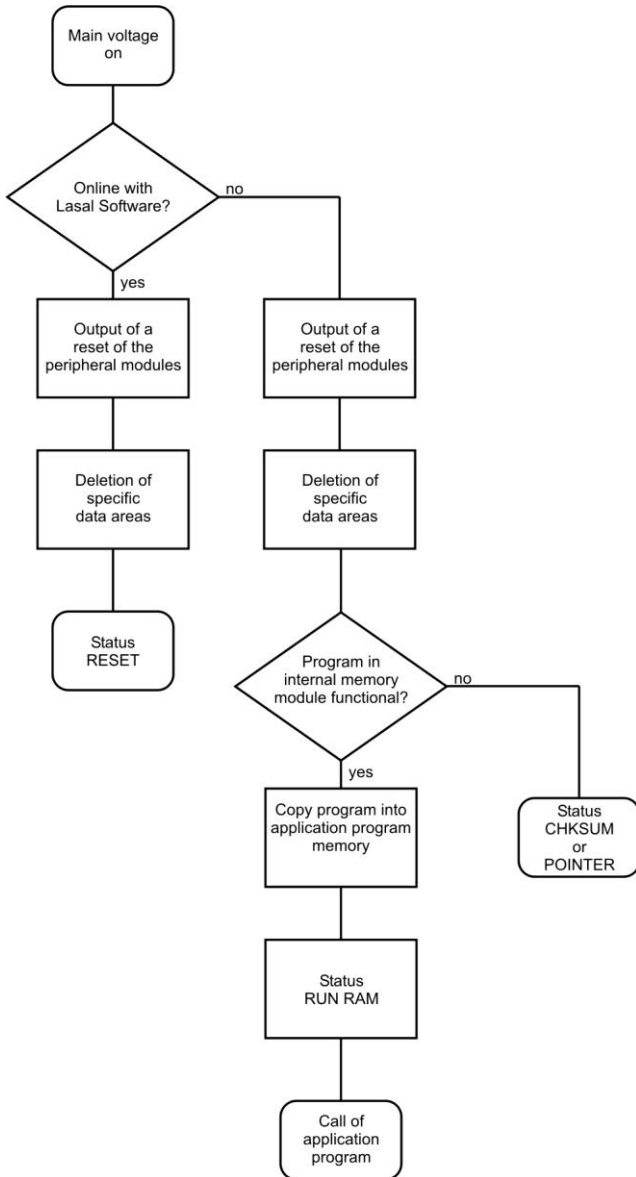 Main voltage
on
Online with
Lasal Software?
no
yes
Output of a
reset of the
peripheral modules
Output of a
reset of the
peripheral modules
Deletion of
specific
data areas
Deletion of
specific
data areas
Status
RESET
Program in
internal memory
module functional?
no
yes
Copy program into
application program
memory
Status
CHKSUM
or
POINTER
Status
RUN RAM
Call of
application
program